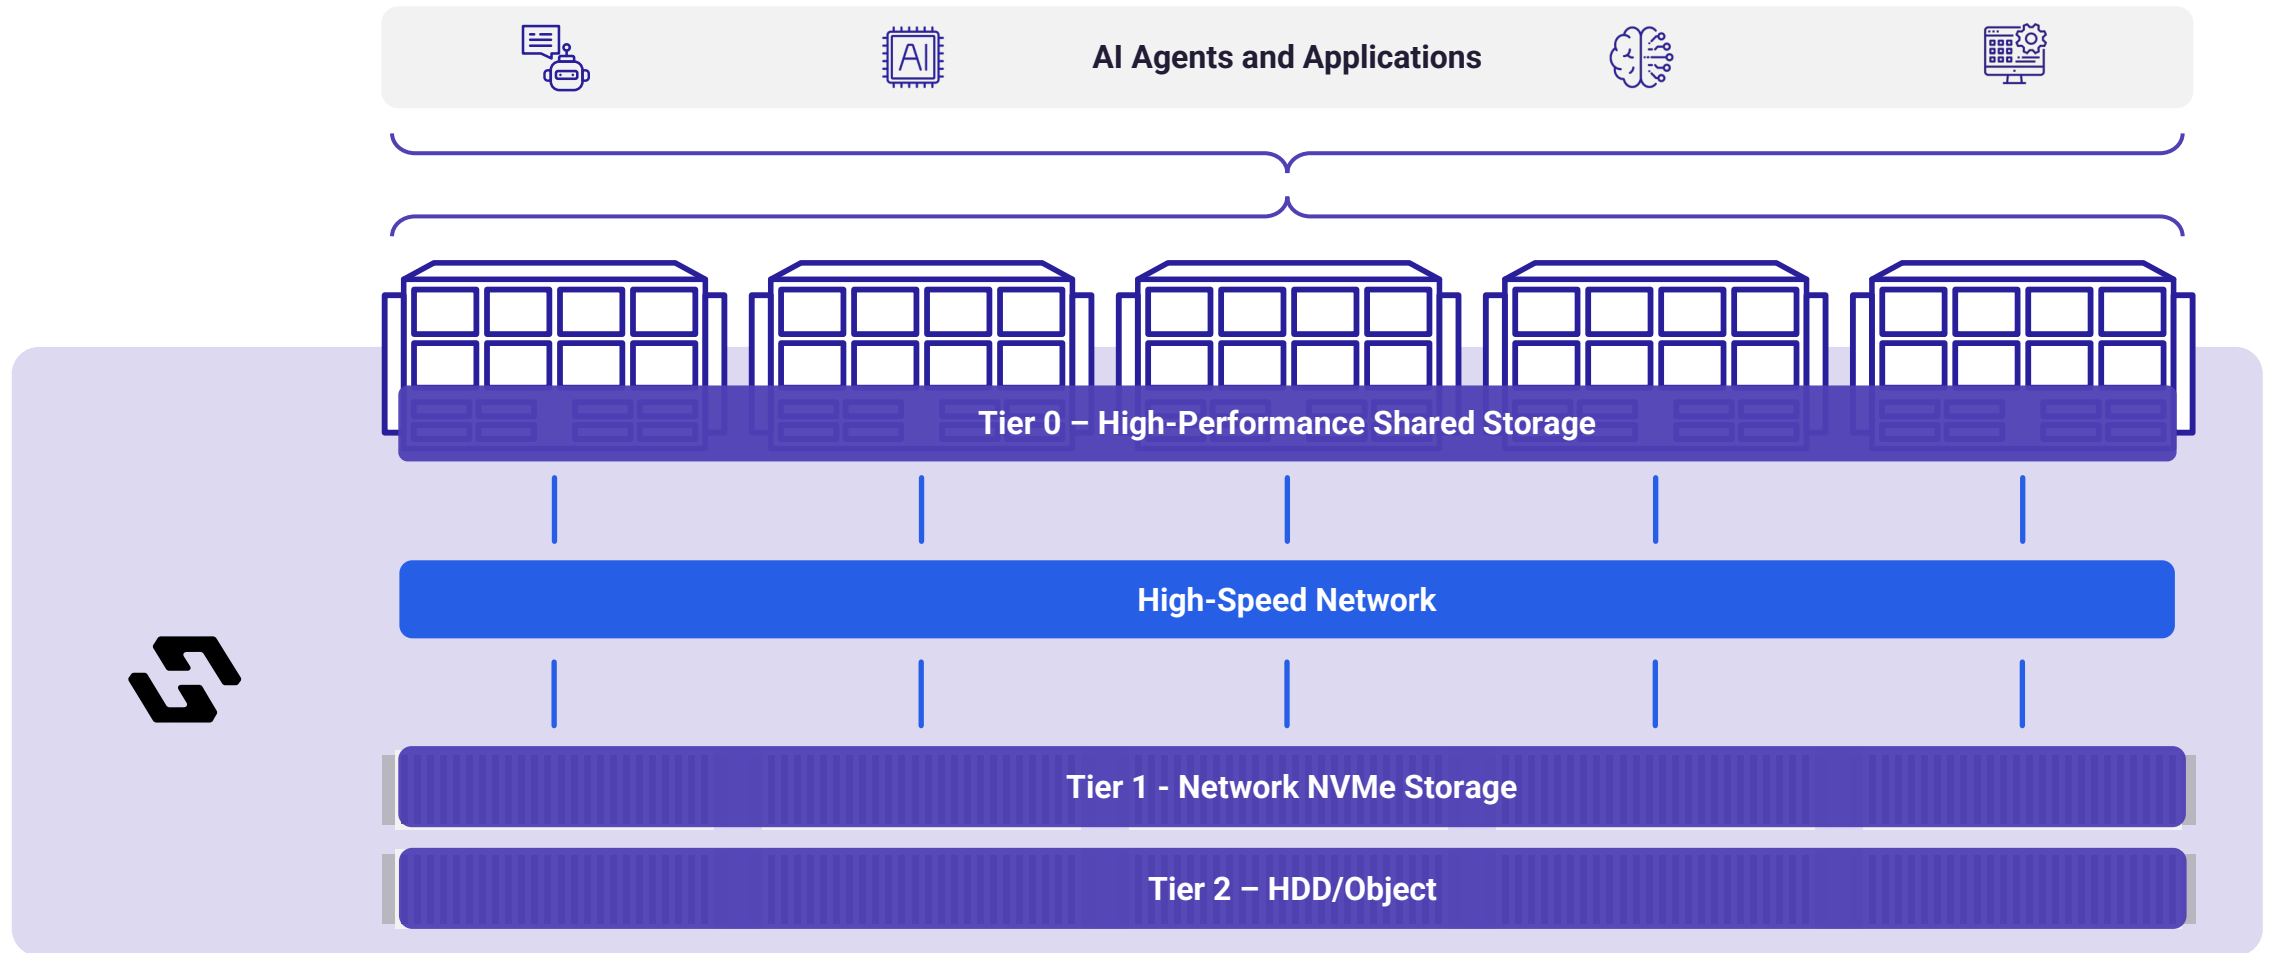 AI
AI Agents and Applications
Tier 0 – High-Performance Shared Storage
High-Speed Network
Tier 1 - Network NVMe Storage
Tier 2 – HDD/Object